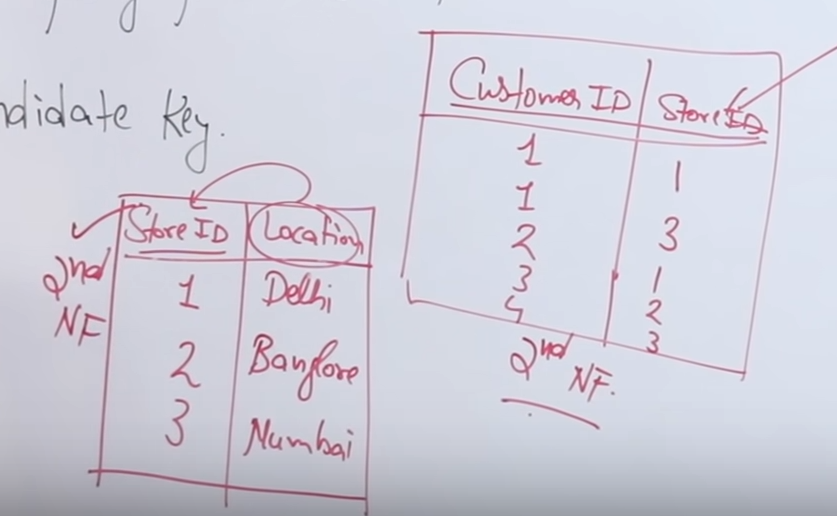 ndidate Key.
Customer ID
Store ID
1
1
1
3
2
1
3
2
4
3
2nd NF.
Store ID
Location
1
Delhi
2
Banglore
3
Mumbai
2nd
NF